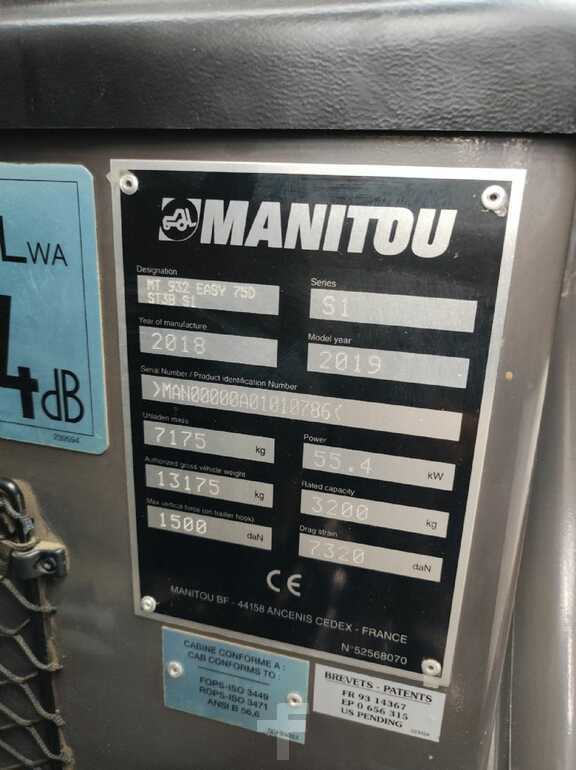 LWA
4dB
230594
MANITOU
Designation
MT 932 EASY 75D
ST3B S1
Series
S1
Year of manufacture
2018
Model year
2019
Serial Number / Product identification Number
>MAN00000A01010786<
Unladen mass
7175 kg
Power
55.4 kW
Authorized gross vehicle weight
13175 kg
Rated capacity
3200 kg
Max vertical force (on trailer hook)
1500 daN
Drag strain
7320 daN
CE
MANITOU BF - 44158 ANCENIS CEDEX - FRANCE
N°52568070
CABINE CONFORME A :
CAB CONFORMS TO :
FOPS-ISO 3449
ROPS-ISO 3471
ANSI B 56,6
BREVETS - PATENTS
FR 93 14367
EP 0 656 315
US PENDING